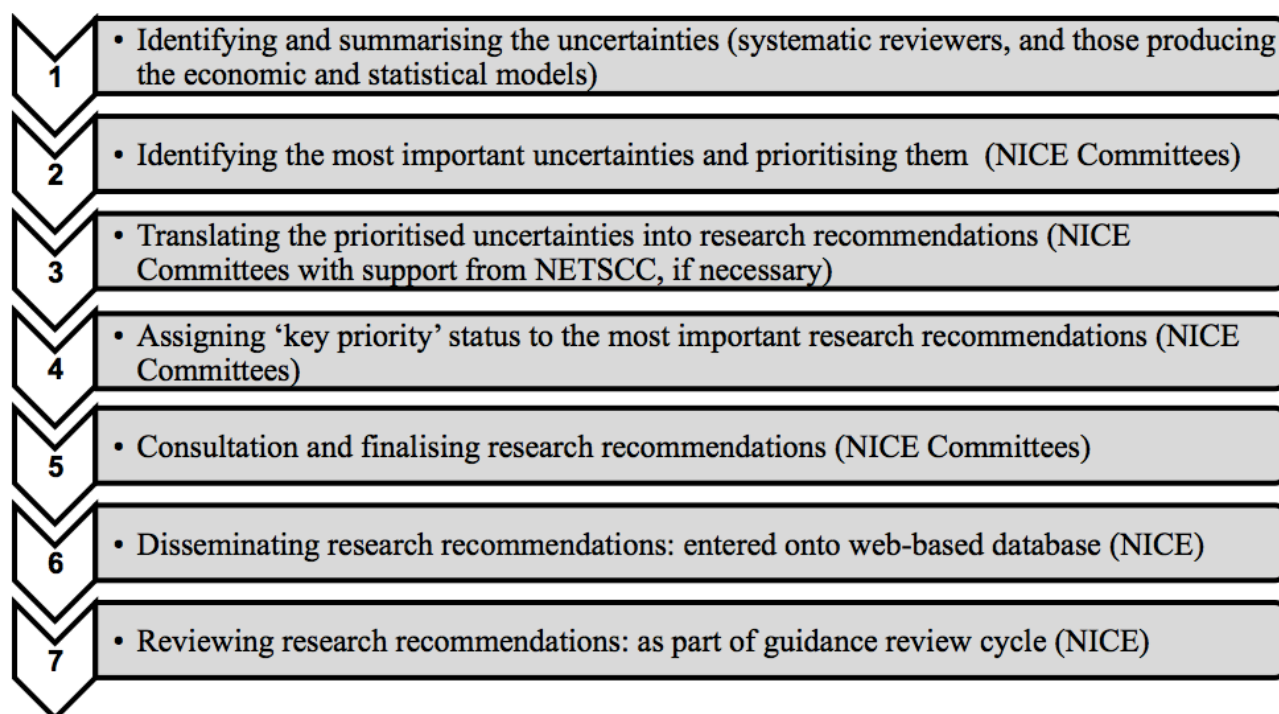 1
• Identifying and summarising the uncertainties (systematic reviewers, and those producing
the economic and statistical models)
2
• Identifying the most important uncertainties and prioritising them  (NICE Committees)
3
• Translating the prioritised uncertainties into research recommendations (NICE
Committees with support from NETSCC, if necessary)
4
• Assigning ‘key priority’ status to the most important research recommendations (NICE
Committees)
5
• Consultation and finalising research recommendations (NICE Committees)
6
• Disseminating research recommendations: entered onto web-based database (NICE)
7
• Reviewing research recommendations: as part of guidance review cycle (NICE)